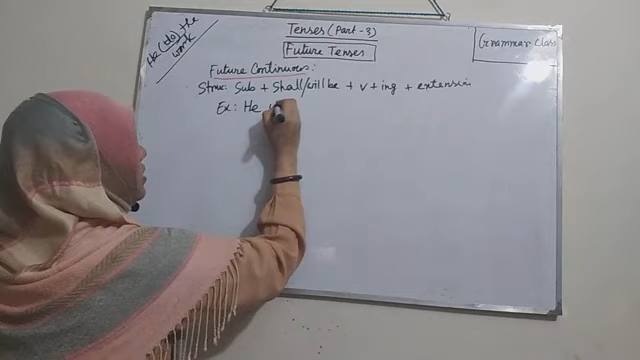 He (do) the
work
Tenses (Part-3)
Future Tenses
Grammar Class
Future Continuous:
Struc: Sub + Shall/will be + v + ing + extension
Ex: He